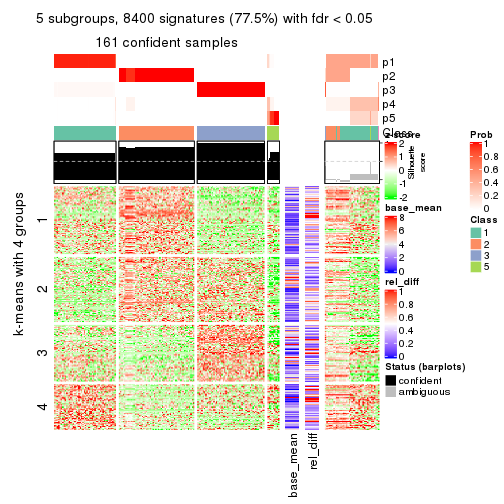 5 subgroups, 8400 signatures (77.5%) with fdr < 0.05
161 confident samples
p1
p2
p3
p4
p5
Class
z-score
2
1
0
-1
-2
Silhouette
score
base_mean
8
6
4
2
0
rel_diff
1
0.8
0.6
0.4
0.2
0
Status (barplots)
confident
ambiguous
Prob
1
0.8
0.6
0.4
0.2
0
Class
1
2
3
5
k-means with 4 groups
1
2
3
4
base_mean
rel_diff